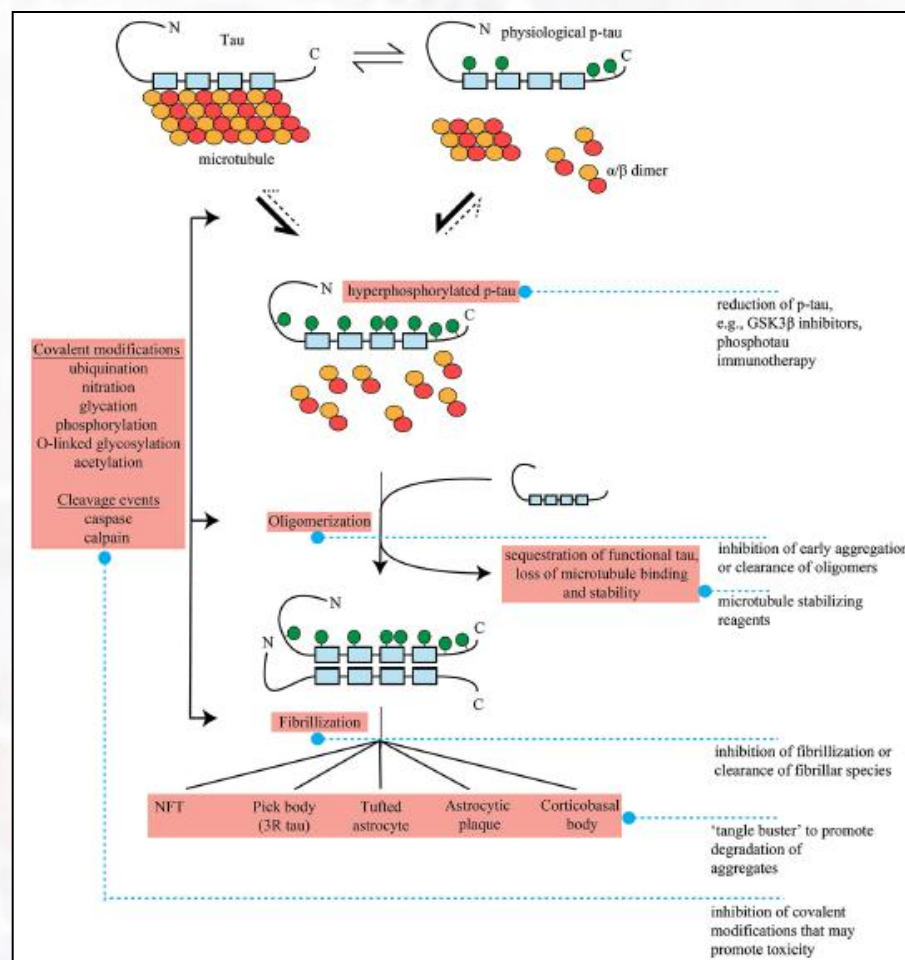 N
Tau
C
microtubule
physiological p-tau
N
C
α/β dimer
N
hyperphosphorylated p-tau
C
reduction of p-tau,
e.g., GSK3β inhibitors,
phosphotau
immunotherapy
Covalent modifications
ubiquination
nitration
glycation
phosphorylation
O-linked glycosylation
acetylation
Cleavage events
caspase
calpain
Oligomerization
inhibition of early aggregation
or clearance of oligomers
sequestration of functional tau,
loss of microtubule binding
and stability
microtubule stabilizing
reagents
N
N
C
C
Fibrillization
inhibition of fibrillization or
clearance of fibrillar species
NFT
Pick body
(3R tau)
Tufted
astrocyte
Astrocytic
plaque
Corticobasal
body
'tangle buster' to promote
degradation of
aggregates
inhibition of covalent
modifications that may
promote toxicity